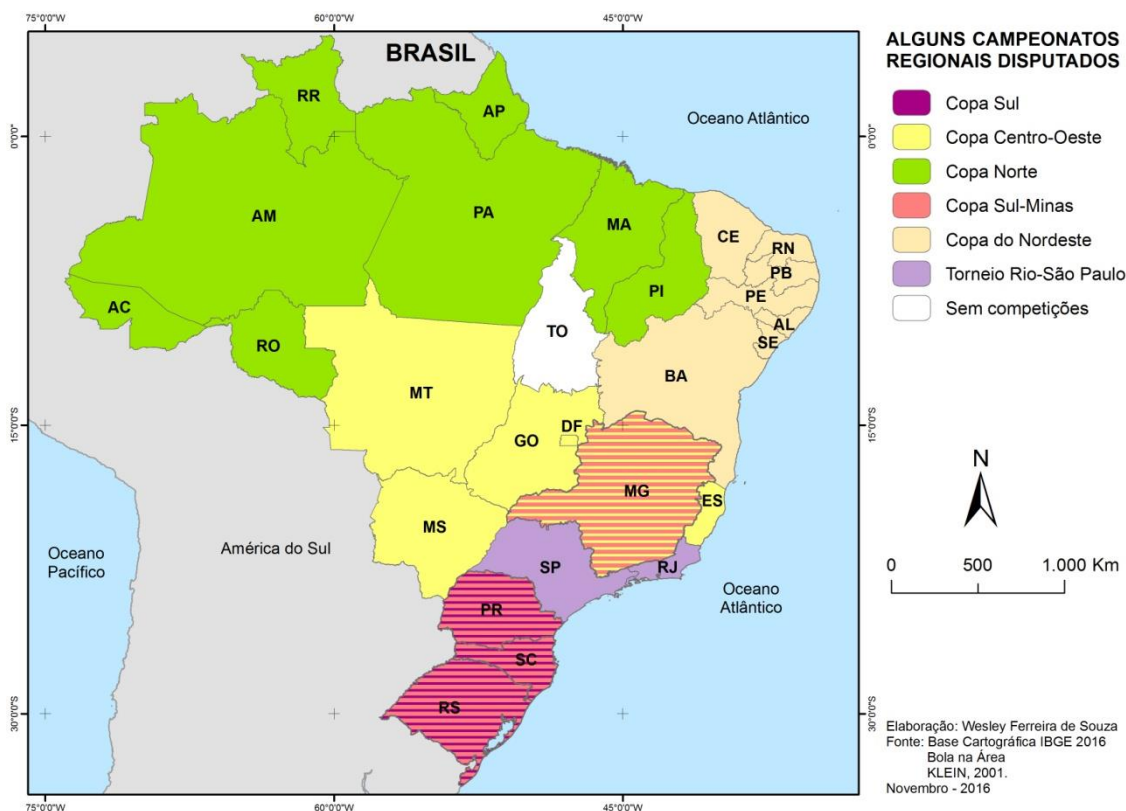 75°0'0"W
60°0'0"W
45°0'0"W
BRASIL
RR
AP
Oceano Atlântico
0°0'0"
0°0'0"
AM
PA
MA
CE
RN
PB
PI
PE
AC
AL
TO
SE
RO
BA
MT
15°0'0"S
15°0'0"S
DF
GO
MG
ES
MS
América do Sul
Oceano
Pacífico
SP
RJ
Oceano
Atlântico
PR
SC
RS
30°0'0"S
30°0'0"S
75°0'0"W
60°0'0"W
45°0'0"W
ALGUNS CAMPEONATOS
REGIONAIS DISPUTADOS
Copa Sul
Copa Centro-Oeste
Copa Norte
Copa Sul-Minas
Copa do Nordeste
Torneio Rio-São Paulo
Sem competições
N
0 500 1.000 Km
Elaboração: Wesley Ferreira de Souza
Fonte: Base Cartográfica IBGE 2016
Bola na Área
KLEIN, 2001.
Novembro - 2016